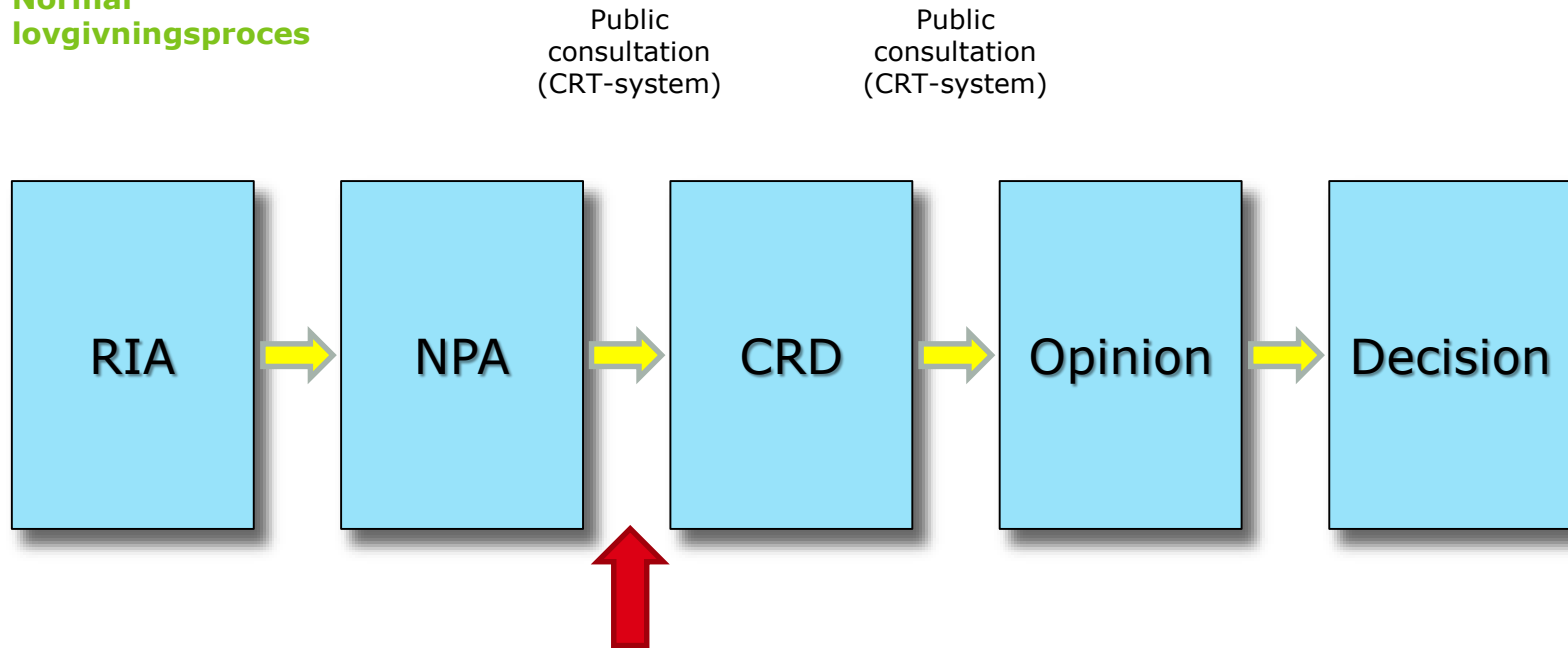 Normal
lovgivningsproces
Public
consultation
(CRT-system)
Public
consultation
(CRT-system)
RIA
NPA
CRD
Opinion
Decision